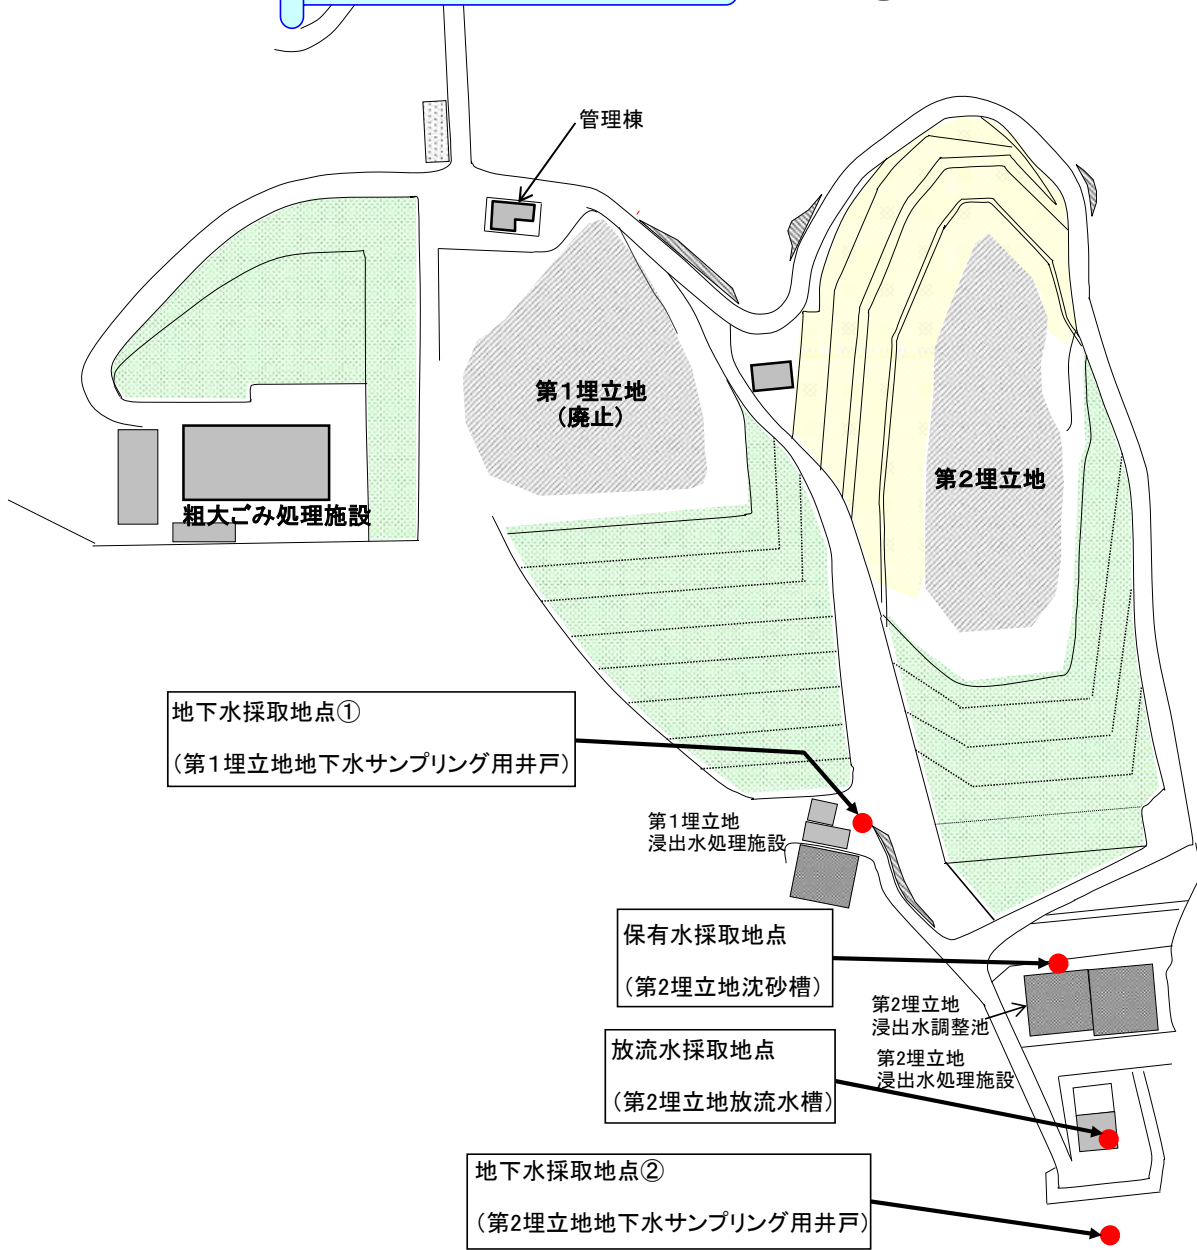 管理棟
第1埋立地
(廃止)
第2埋立地
粗大ごみ処理施設
地下水採取地点①
(第1埋立地地下水サンプリング用井戸)
第1埋立地
浸出水処理施設
保有水採取地点
(第2埋立地沈砂槽)
第2埋立地
浸出水調整池
放流水採取地点
(第2埋立地放流水槽)
第2埋立地
浸出水処理施設
地下水採取地点②
(第2埋立地地下水サンプリング用井戸)